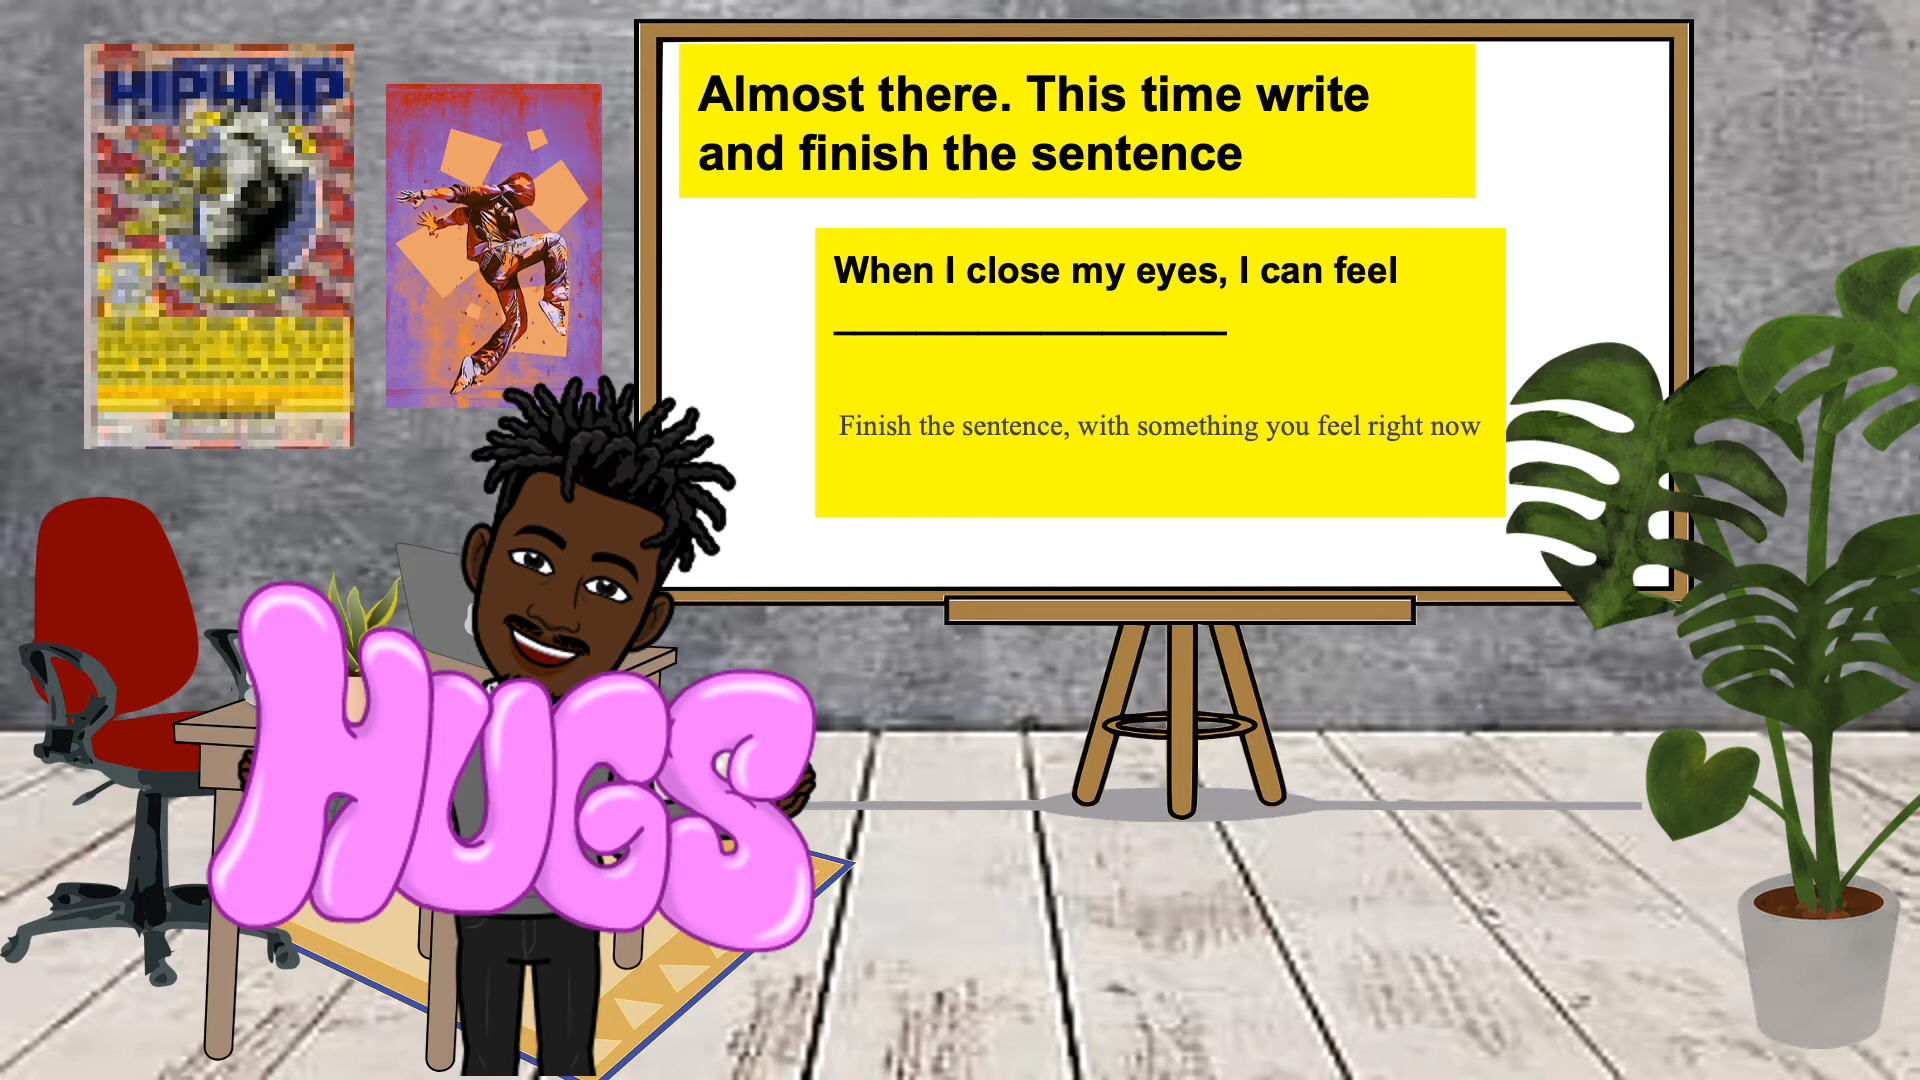 HIPHOP
Almost there. This time write
and finish the sentence
When I close my eyes, I can feel
___________________
Finish the sentence, with something you feel right now
HUGS